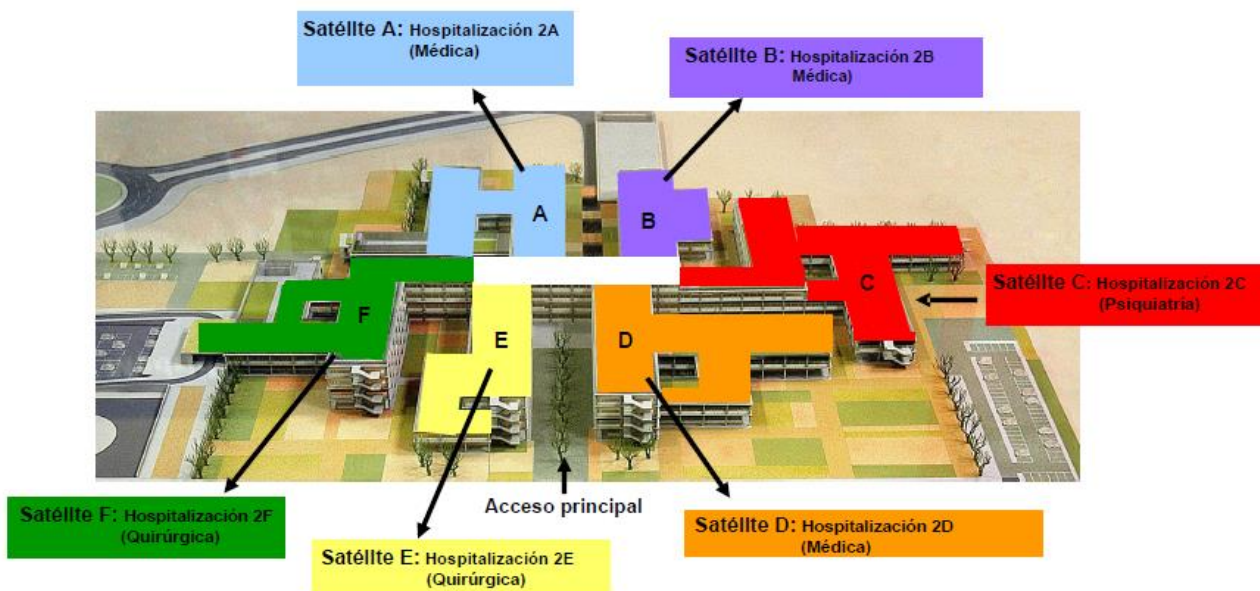 Satélite A: Hospitalización 2A
(Médica)
Satélite B: Hospitalización 2B
Médica)
A
B
C
Satélite C: Hospitalización 2C
(Psiquiatría)
F
E
D
Acceso principal
Satélite F: Hospitalización 2F
(Quirúrgica)
Satélite D: Hospitalización 2D
(Médica)
Satélite E: Hospitalización 2E
(Quirúrgica)